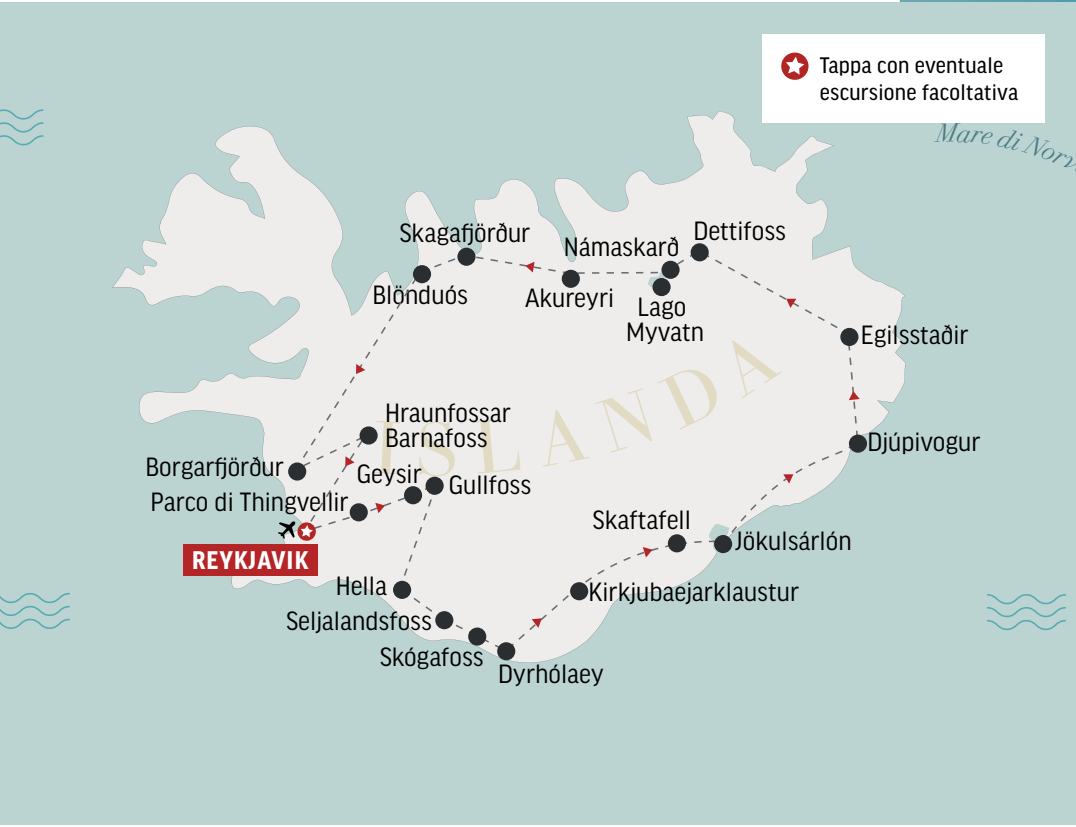 Tappa con eventuale
escursione facoltativa
Mare di Norv
Skagafjörður
Dettifoss
Námaskarð
Blönduós
Akureyri
Lago
Myvatn
Egilsstaðir
ISLANDA
Hraunfossar
Barnafoss
Djúpivogur
Borgarfjörður
Geysir
Gullfoss
Parco di Thingvellir
Skaftafell
Jökulsárlón
REYKJAVIK
Hella
Kirkjubaejarklaustur
Seljalandsfoss
Skógafoss
Dyrhólaey